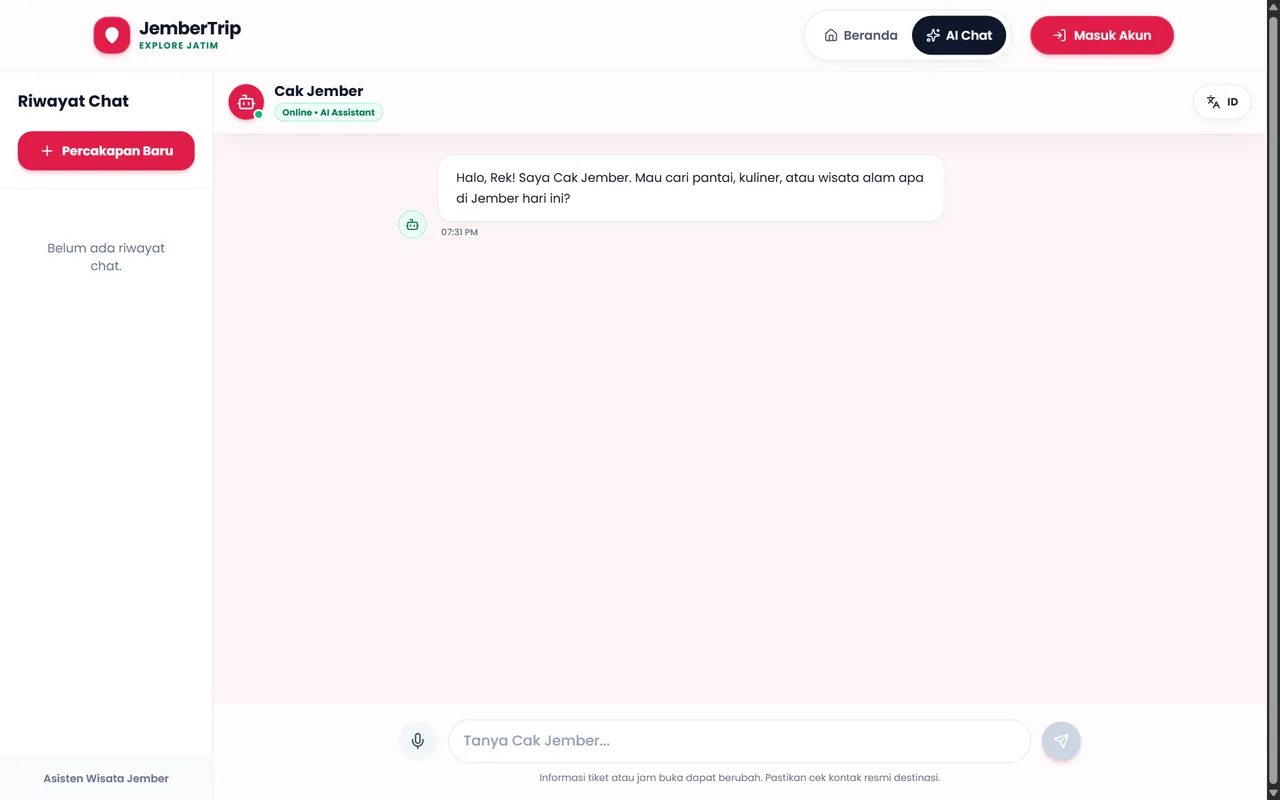 JemberTrip
EXPLORE JATIM
Beranda
AI Chat
Masuk Akun
Riwayat Chat
Percakapan Baru
Belum ada riwayat
chat.
Asisten Wisata Jember
Cak Jember
Online • AI Assistant
ID
Halo, Rek! Saya Cak Jember. Mau cari pantai, kuliner, atau wisata alam apa
di Jember hari ini?
07:31 PM
Tanya Cak Jember...
Informasi tiket atau jam buka dapat berubah. Pastikan cek kontak resmi destinasi.